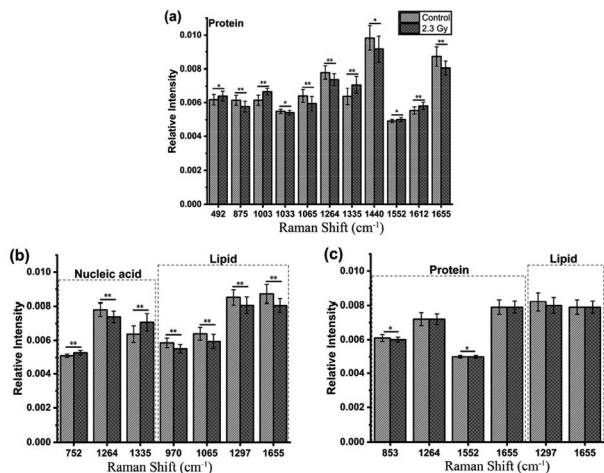 (a)
Protein
Control
2.3 Gy
Relative Intensity
0.010
0.008
0.006
0.004
0.002
0.000
* ** ** * ** ** ** * * ** **
492 875 1003 1033 1065 1264 1335 1440 1552 1612 1655
Raman Shift (cm⁻¹)
(b)
Nucleic acid
Lipid
Relative Intensity
0.010
0.008
0.006
0.004
0.002
0.000
** ** ** ** ** ** **
752 1264 1335 970 1065 1297 1655
Raman Shift (cm⁻¹)
(c)
Protein
Lipid
Relative Intensity
0.010
0.008
0.006
0.004
0.002
0.000
* *
853 1264 1552 1655 1297 1655
Raman Shift (cm⁻¹)